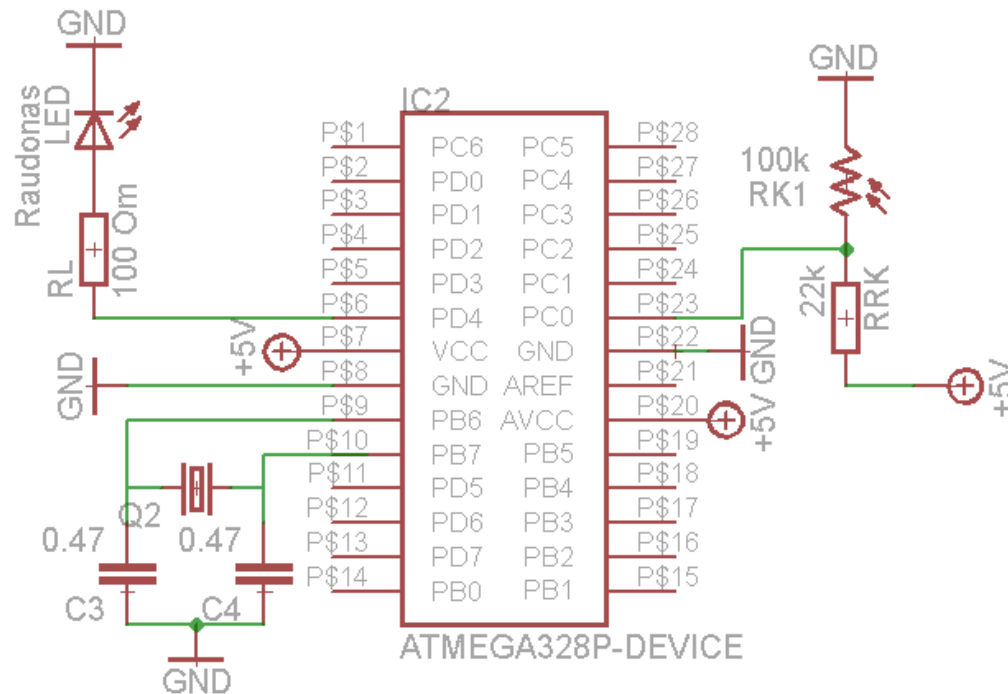 GND
Raudonas
LED
RL
100 Om
IC2
P$1
P$2
P$3
P$4
P$5
P$6
P$7
P$8
P$9
P$10
P$11
P$12
P$13
P$14
PC6
PD0
PD1
PD2
PD3
PD4
VCC
GND
PB6
PB7
PD5
PD6
PD7
PB0
PC5
PC4
PC3
PC2
PC1
PC0
GND
AREF
AVCC
PB5
PB4
PB3
PB2
PB1
P$28
P$27
P$26
P$25
P$24
P$23
P$22
P$21
P$20
P$19
P$18
P$17
P$16
P$15
ATMEGA328P-DEVICE
+5V
GND
Q2
0.47
0.47
C3
C4
GND
GND
100k
RK1
22k
RRK
GND
+5V
+5V